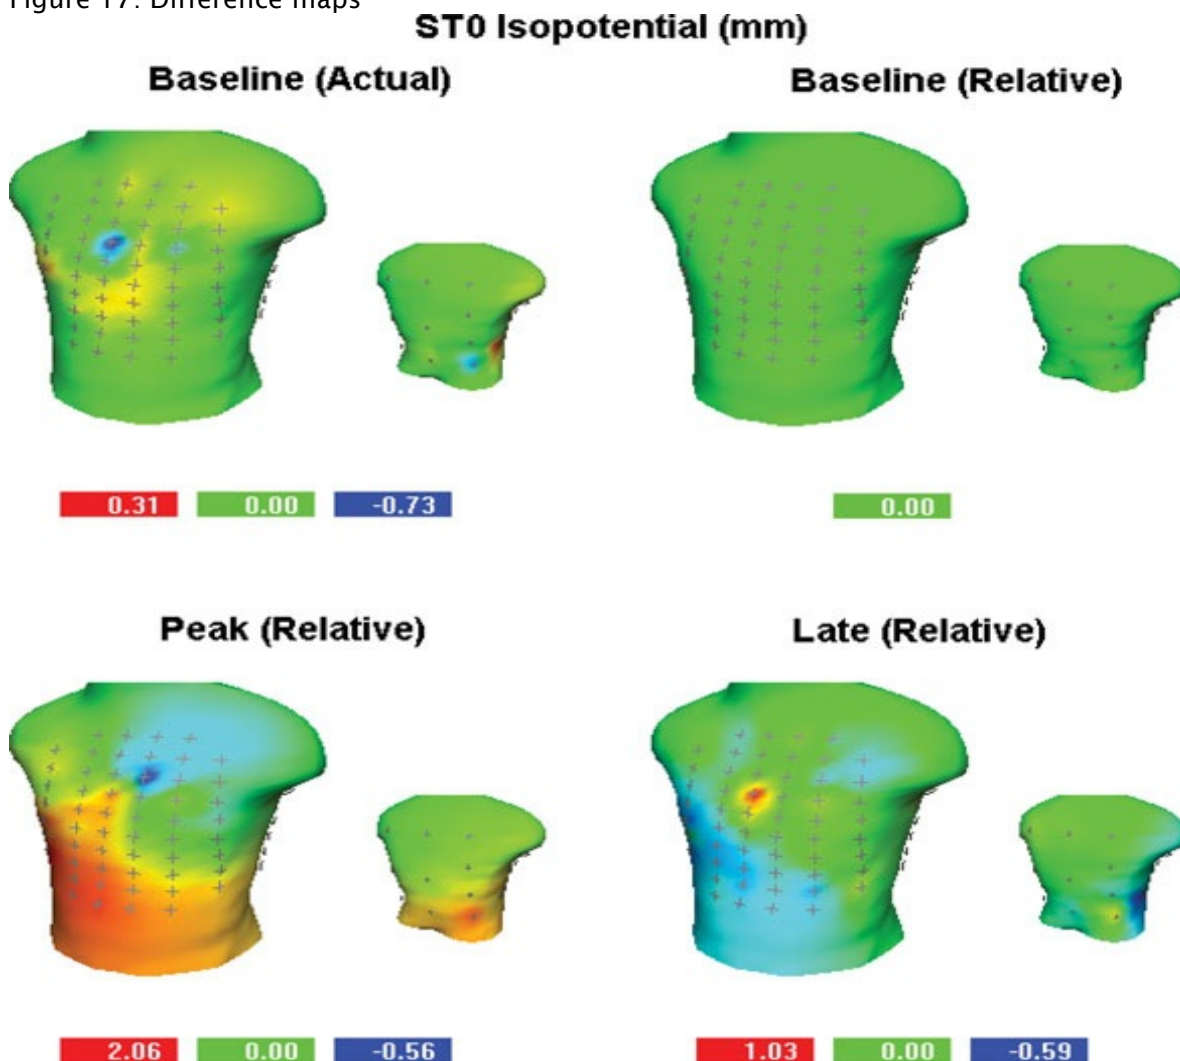 Figure 17: Difference maps
ST0 Isopotential (mm)
Baseline (Actual)
Baseline (Relative)
0.31 0.00 -0.73
0.00
Peak (Relative)
Late (Relative)
2.06 0.00 -0.56
1.03 0.00 -0.59